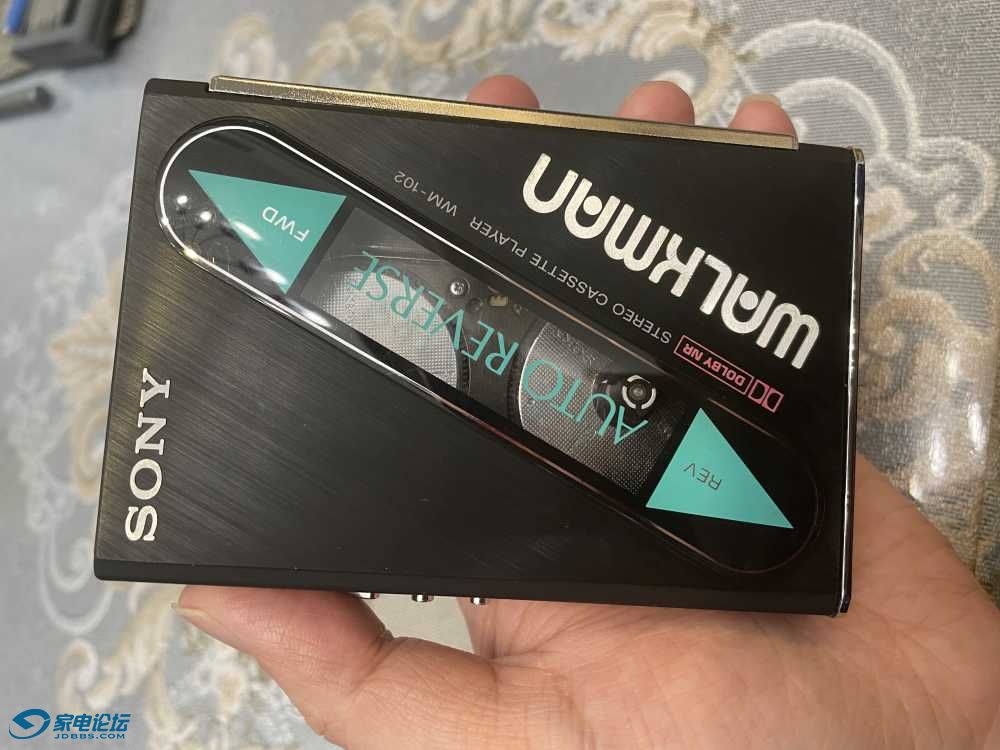 WALKMAN
STEREO CASSETTE PLAYER WM-102
DOLBY NR
FWD
AUTO REVERSE
REV
SONY
家电论坛
JDBBS.COM